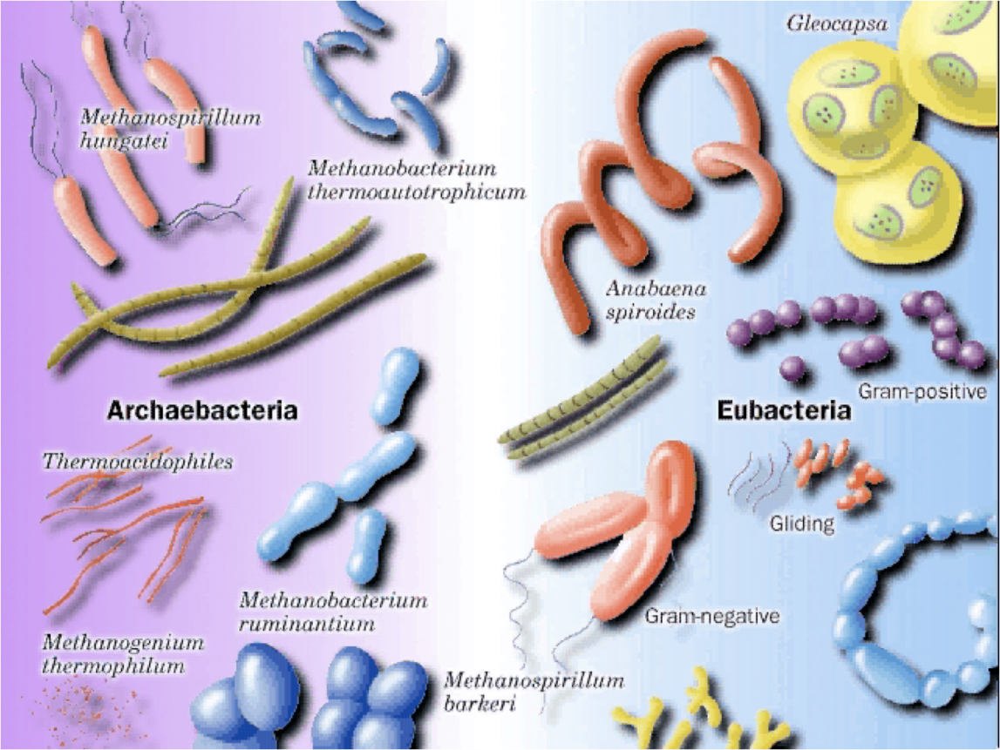 Gleocapsa
Methanospirillum
hungatei
Methanobacterium
thermoautotrophicum
Anabaena
spiroides
Gram-positive
Archaebacteria
Eubacteria
Thermoacidophiles
Gliding
Methanobacterium
ruminantium
Gram-negative
Methanogenium
thermophilum
Methanospirillum
barkeri